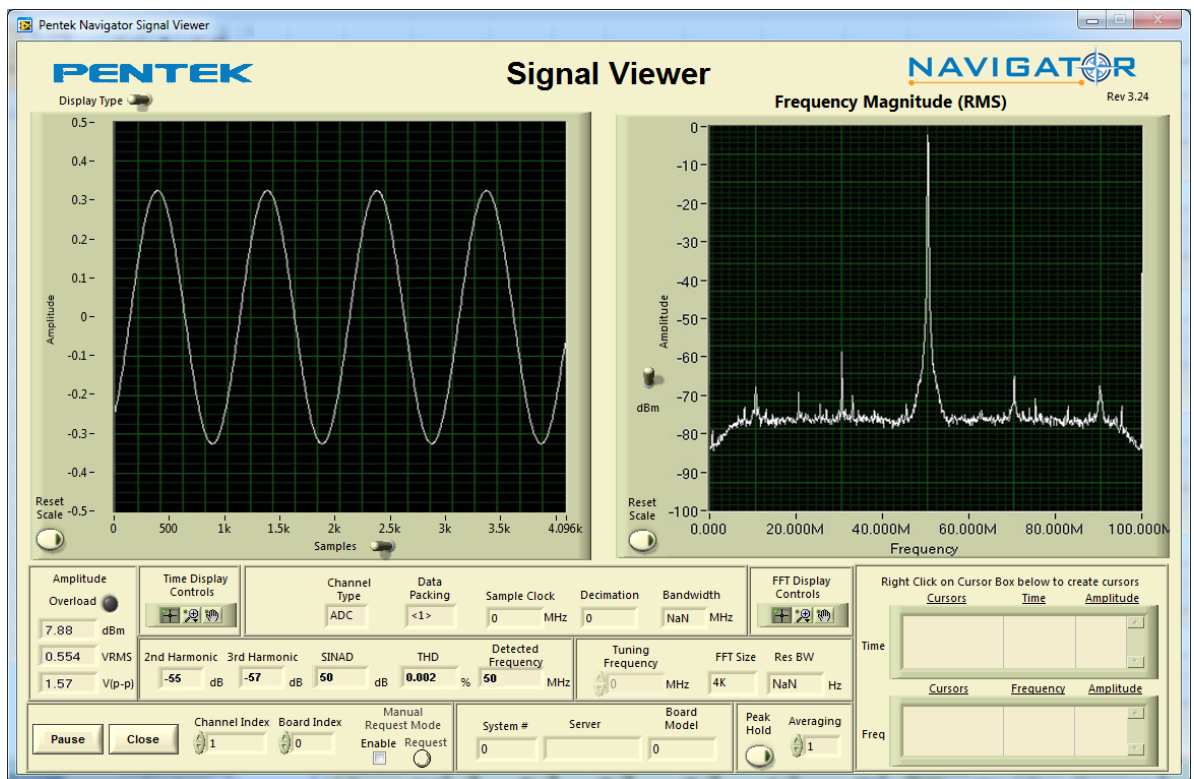 Pentek Navigator Signal Viewer
PENTEK
Signal Viewer
NAVIGATOR
Rev 3.24
Display Type
Frequency Magnitude (RMS)
0.5
0.4
0.3
0.2
0.1
0
-0.1
-0.2
-0.3
-0.4
-0.5
Amplitude
Reset
Scale
0 500 1k 1.5k 2k 2.5k 3k 3.5k 4.096k
Samples
0
-10
-20
-30
-40
-50
-60
-70
-80
-90
-100
Amplitude
dBm
Reset
Scale
0.000 20.000M 40.000M 60.000M 80.000M 100.000M
Frequency
Amplitude
Overload
7.88 dBm
0.554 VRMS
1.57 V(p-p)
Time Display
Controls
Channel
Type
ADC
Data
Packing
<1>
Sample Clock
0 MHz
Decimation
0
Bandwidth
NaN MHz
FFT Display
Controls
2nd Harmonic
-55 dB
3rd Harmonic
-57 dB
SINAD
50 dB
THD
0.002 %
Detected
Frequency
50 MHz
Tuning
Frequency
0 MHz
FFT Size
4K
Res BW
NaN Hz
Right Click on Cursor Box below to create cursors
Cursors Time Amplitude
Time
Cursors Frequency Amplitude
Freq
Pause
Close
Channel Index
1
Board Index
0
Manual
Request Mode
Enable Request
System #
0
Server
Board
Model
0
Peak
Hold
Averaging
1